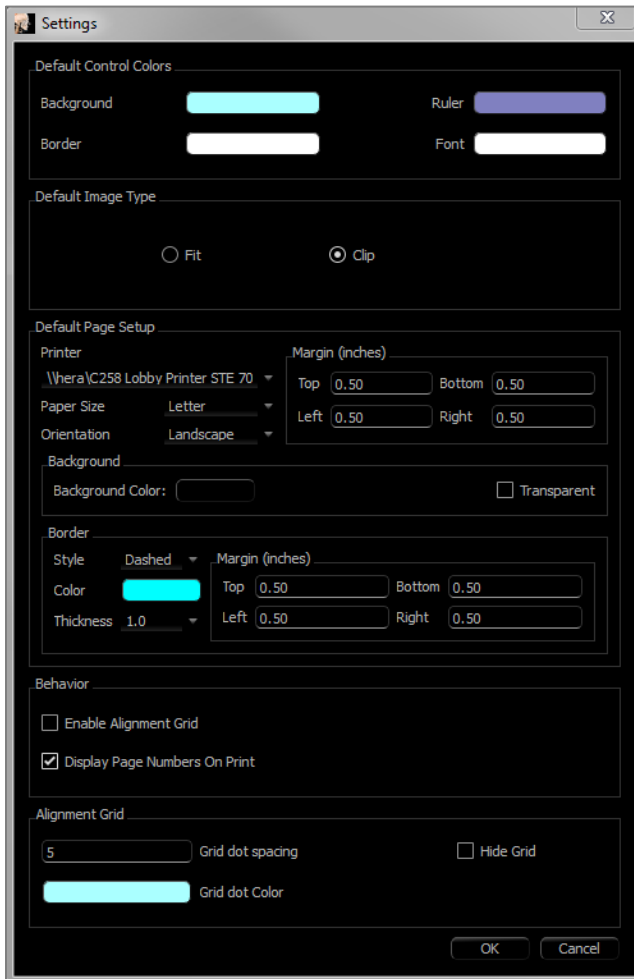 Settings
Default Control Colors
Background Ruler
Border Font
Default Image Type
Fit Clip
Default Page Setup
Printer Margin (inches)
\\hera\C258 Lobby Printer STE 70 Top 0.50 Bottom 0.50
Paper Size Letter
Left 0.50 Right 0.50
Orientation Landscape
Background
Background Color: Transparent
Border
Style Dashed Margin (inches)
Color Top 0.50 Bottom 0.50
Thickness 1.0 Left 0.50 Right 0.50
Behavior
Enable Alignment Grid
Display Page Numbers On Print
Alignment Grid
5 Grid dot spacing Hide Grid
Grid dot Color
OK Cancel